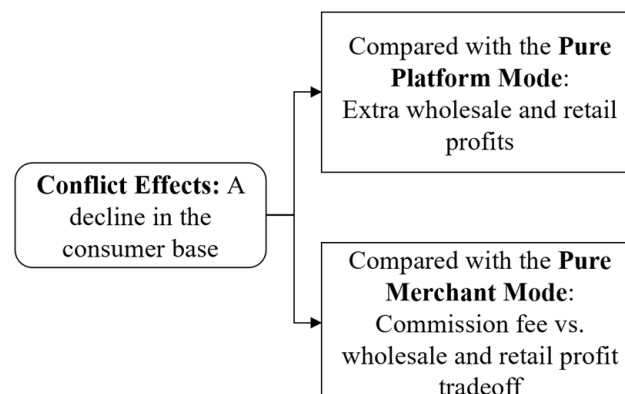 Compared with the Pure
Platform Mode:
Extra wholesale and retail
profits
Conflict Effects: A
decline in the
consumer base
Compared with the Pure
Merchant Mode:
Commission fee vs.
wholesale and retail profit
tradeoff